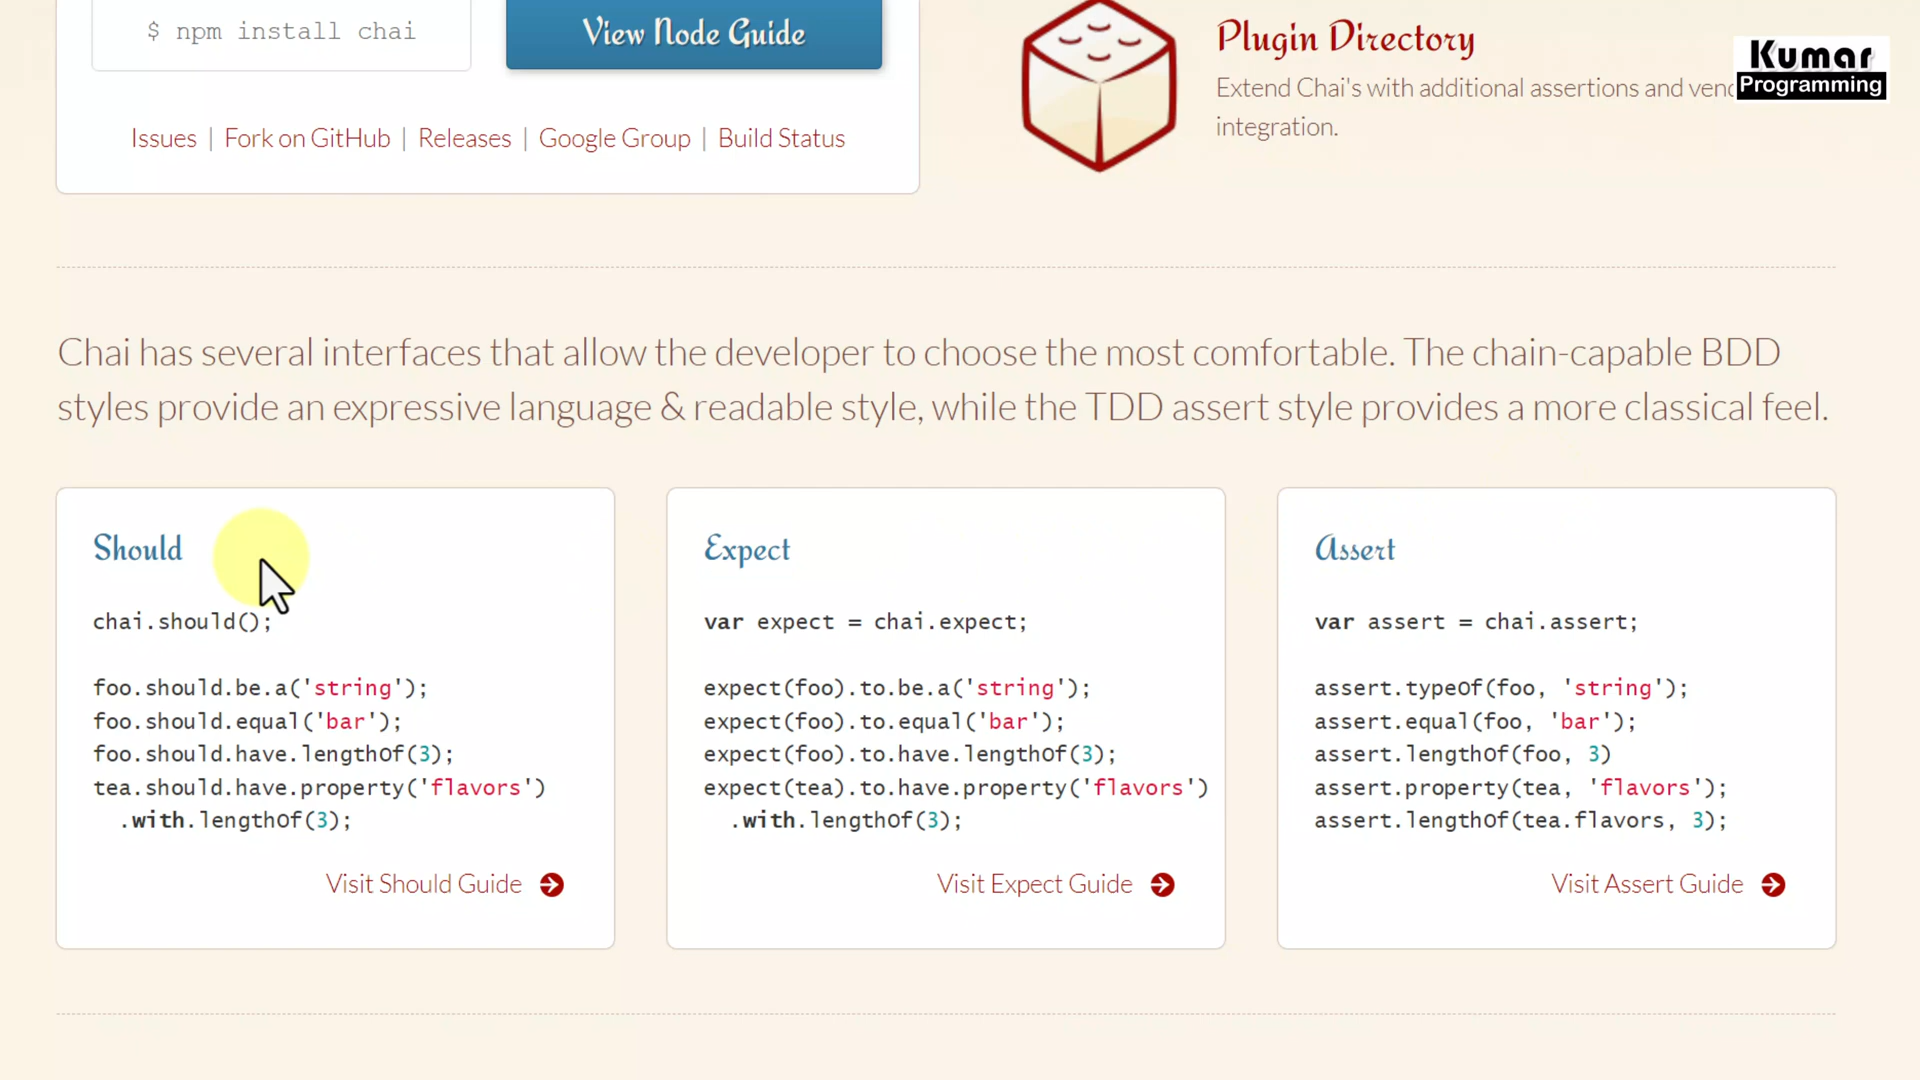 $ npm install chai
View Node Guide
Issues | Fork on GitHub | Releases | Google Group | Build Status
Plugin Directory
Extend Chai's with additional assertions and
integration.
Kumar
Programming
Chai has several interfaces that allow the developer to choose the most comfortable. The chain-capable BDD
styles provide an expressive language & readable style, while the TDD assert style provides a more classical feel.
Should
chai.should();
foo.should.be.a('string');
foo.should.equal('bar');
foo.should.have.lengthOf(3);
tea.should.have.property('flavors')
.with.lengthOf(3);
Visit Should Guide
Expect
var expect = chai.expect;
expect(foo).to.be.a('string');
expect(foo).to.equal('bar');
expect(foo).to.have.lengthOf(3);
expect(tea).to.have.property('flavors')
.with.lengthOf(3);
Visit Expect Guide
Assert
var assert = chai.assert;
assert.typeOf(foo, 'string');
assert.equal(foo, 'bar');
assert.lengthOf(foo, 3)
assert.property(tea, 'flavors');
assert.lengthOf(tea.flavors, 3);
Visit Assert Guide